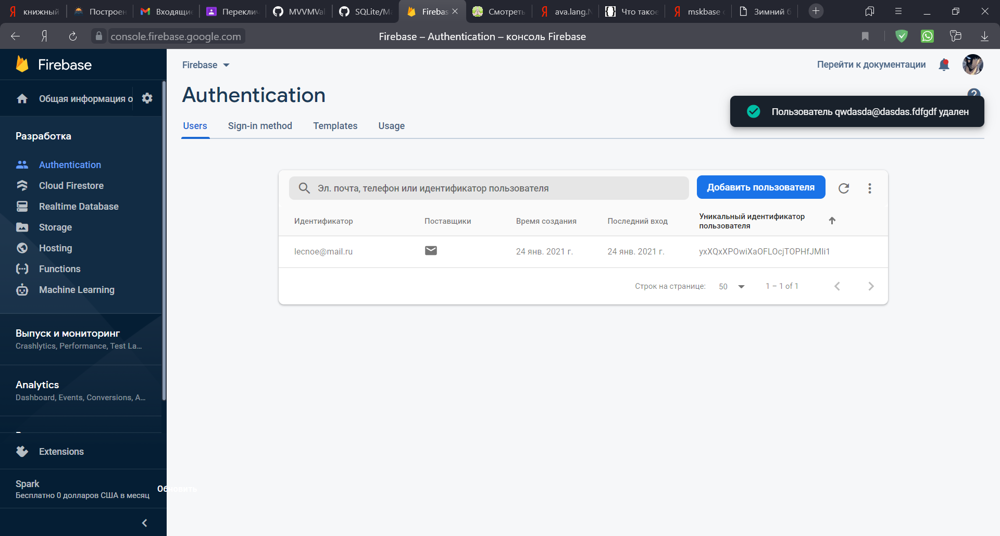 книжный
Построен
Входящие
Переклич
MVVMVal
SQLite/Ma
Firebas
Смотреть
ava.lang.N
Что такое
mskbase c
Зимний б
console.firebase.google.com
Firebase – Authentication – консоль Firebase
Firebase
Firebase
Перейти к документации
Общая информация о
Authentication
Пользователь qwdasda@dasdas.fdfgdf удален
Users
Sign-in method
Templates
Usage
Разработка
Authentication
Cloud Firestore
Realtime Database
Storage
Hosting
Functions
Machine Learning
Эл. почта, телефон или идентификатор пользователя
Добавить пользователя
Идентификатор
Поставщики
Время создания
Последний вход
Уникальный идентификатор
пользователя
lecnoe@mail.ru
24 янв. 2021 г.
24 янв. 2021 г.
yxXQxXPOwiXaOFLOcjTOPHfJMIi1
Строк на странице:
50
1 – 1 of 1
Выпуск и мониторинг
Crashlytics, Performance, Test La...
Analytics
Dashboard, Events, Conversions, A...
Extensions
Spark
Бесплатно 0 долларов США в месяц
Обновить